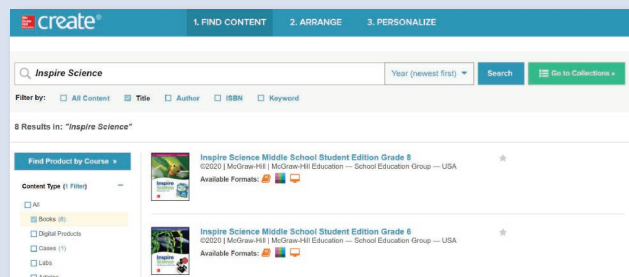 create®
1. FIND CONTENT 2. ARRANGE 3. PERSONALIZE
Inspire Science
Year (newest first)
Search
Go to Collections »
Filter by: All Content Title Author ISBN Keyword
8 Results in: "Inspire Science"
Find Product by Course »
Content Type (1 Filter) –
All
Books (8)
Digital Products
Cases (1)
Labs
Articles
Inspire Science Middle School Student Edition Grade 8
©2020 | McGraw-Hill | McGraw-Hill Education — School Education Group — USA
Available Formats:
Inspire Science Middle School Student Edition Grade 6
©2020 | McGraw-Hill | McGraw-Hill Education — School Education Group — USA
Available Formats: